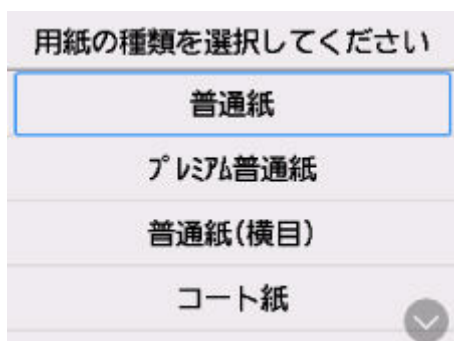 用紙の種類を選択してください
普通紙
プレミアム普通紙
普通紙(横目)
コート紙